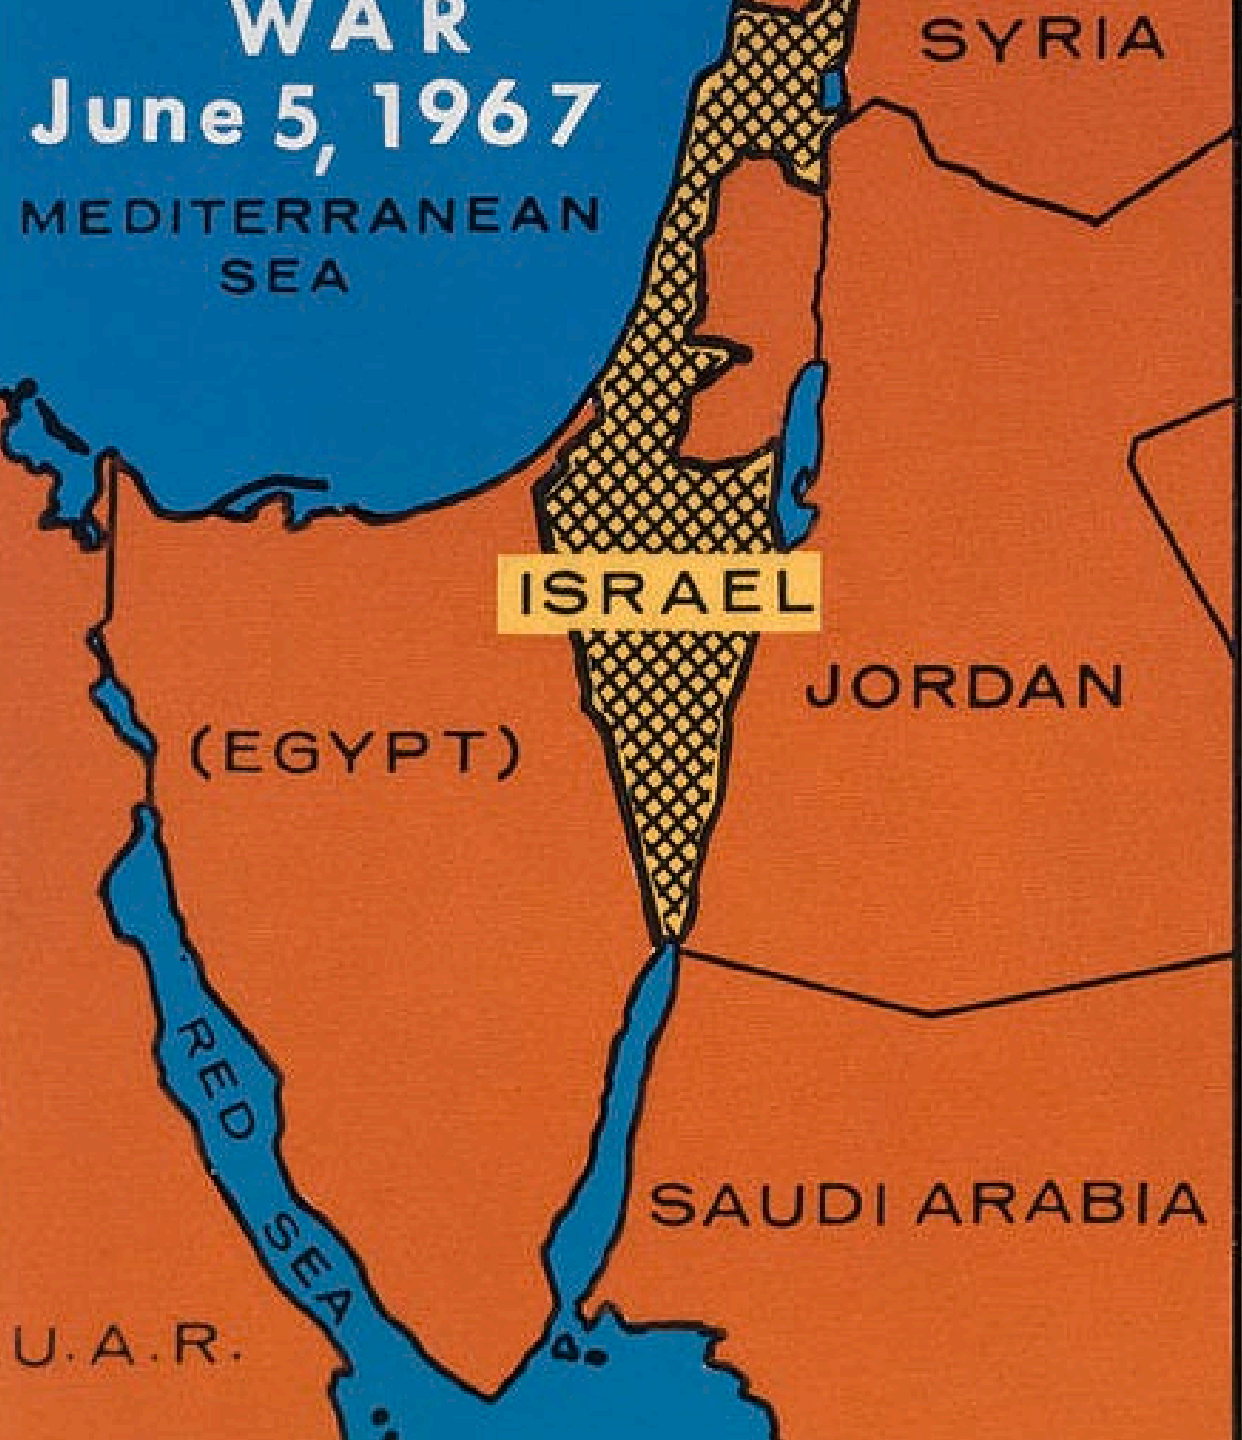 WAR
June 5, 1967
MEDITERRANEAN
SEA
SYRIA
ISRAEL
JORDAN
(EGYPT)
RED
SEA
SAUDI ARABIA
U.A.R.